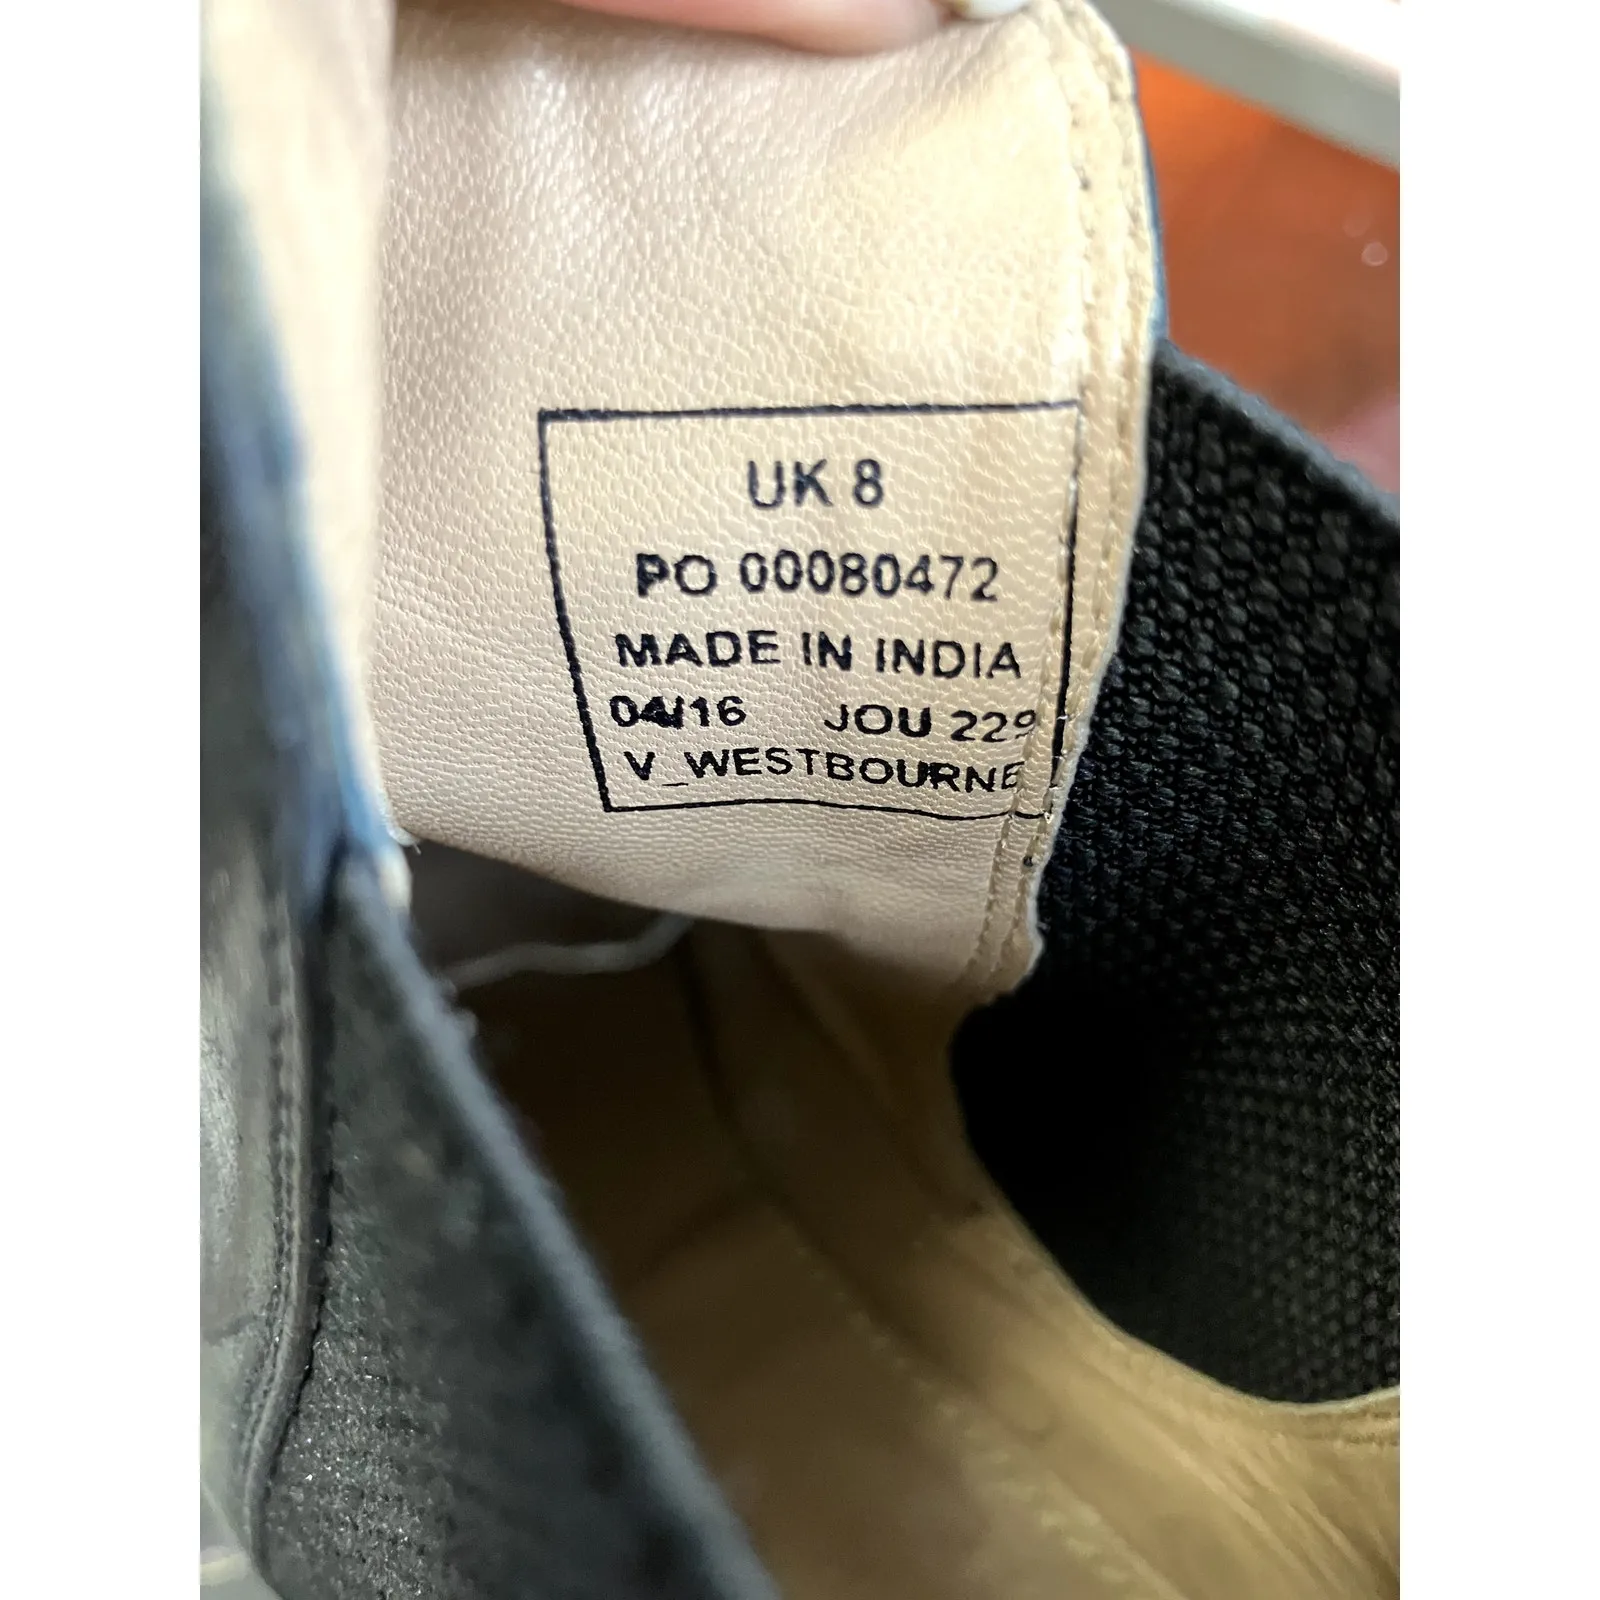 UK 8
PO 00080472
MADE IN INDIA
04/16 JOU 229
V_WESTBOURNE